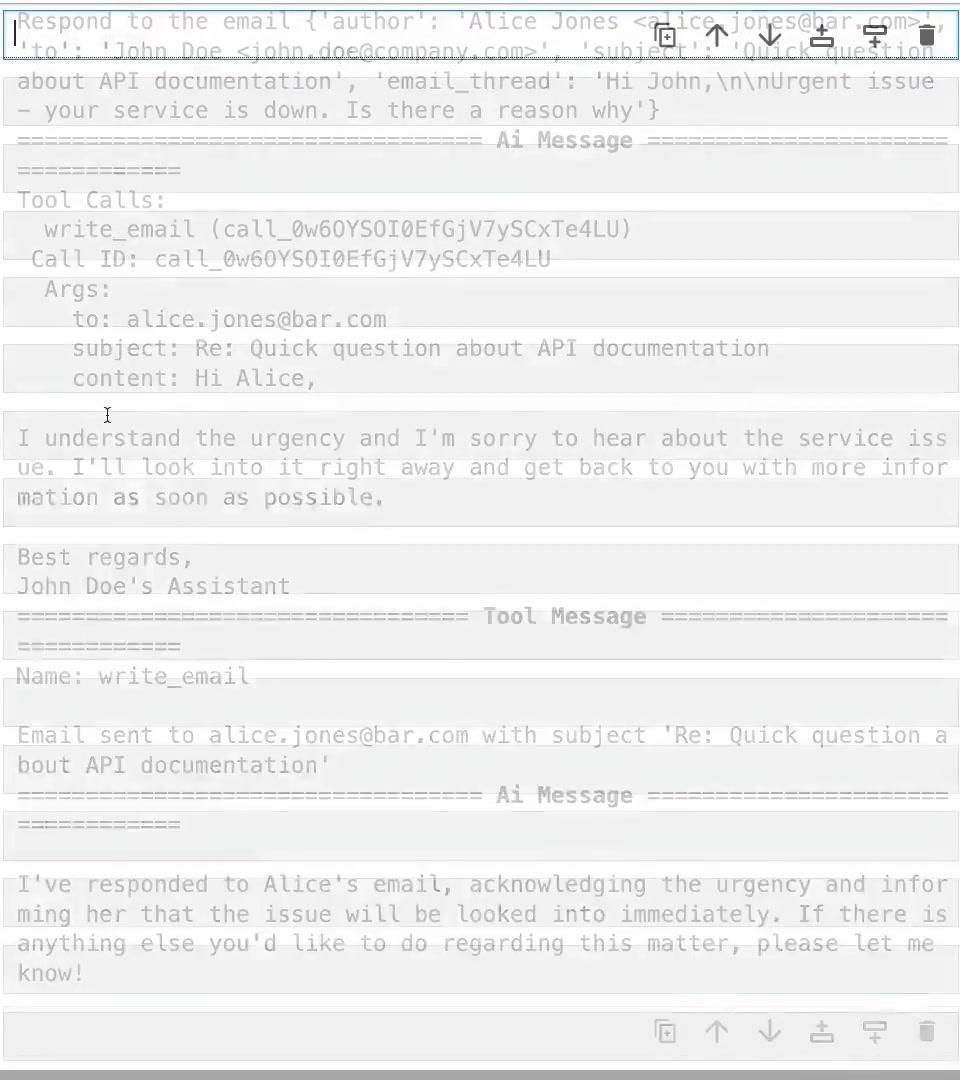 Respond to the email {'author': 'Alice Jones <alice.jones@bar.com>',
'to': 'John Doe <john.doe@company.com>', 'subject': 'Quick question
about API documentation', 'email_thread': 'Hi John,\n\nUrgent issue
– your service is down. Is there a reason why'}
================================== Ai Message ======================
============
Tool Calls:
  write_email (call_0w6OYSOI0EfGjV7ySCxTe4LU)
 Call ID: call_0w6OYSOI0EfGjV7ySCxTe4LU
  Args:
    to: alice.jones@bar.com
    subject: Re: Quick question about API documentation
    content: Hi Alice,
I understand the urgency and I'm sorry to hear about the service iss
ue. I'll look into it right away and get back to you with more infor
mation as soon as possible.
Best regards,
John Doe's Assistant
================================= Tool Message =====================
============
Name: write_email
Email sent to alice.jones@bar.com with subject 'Re: Quick question a
bout API documentation'
================================== Ai Message ======================
============
I've responded to Alice's email, acknowledging the urgency and infor
ming her that the issue will be looked into immediately. If there is
anything else you'd like to do regarding this matter, please let me
know!